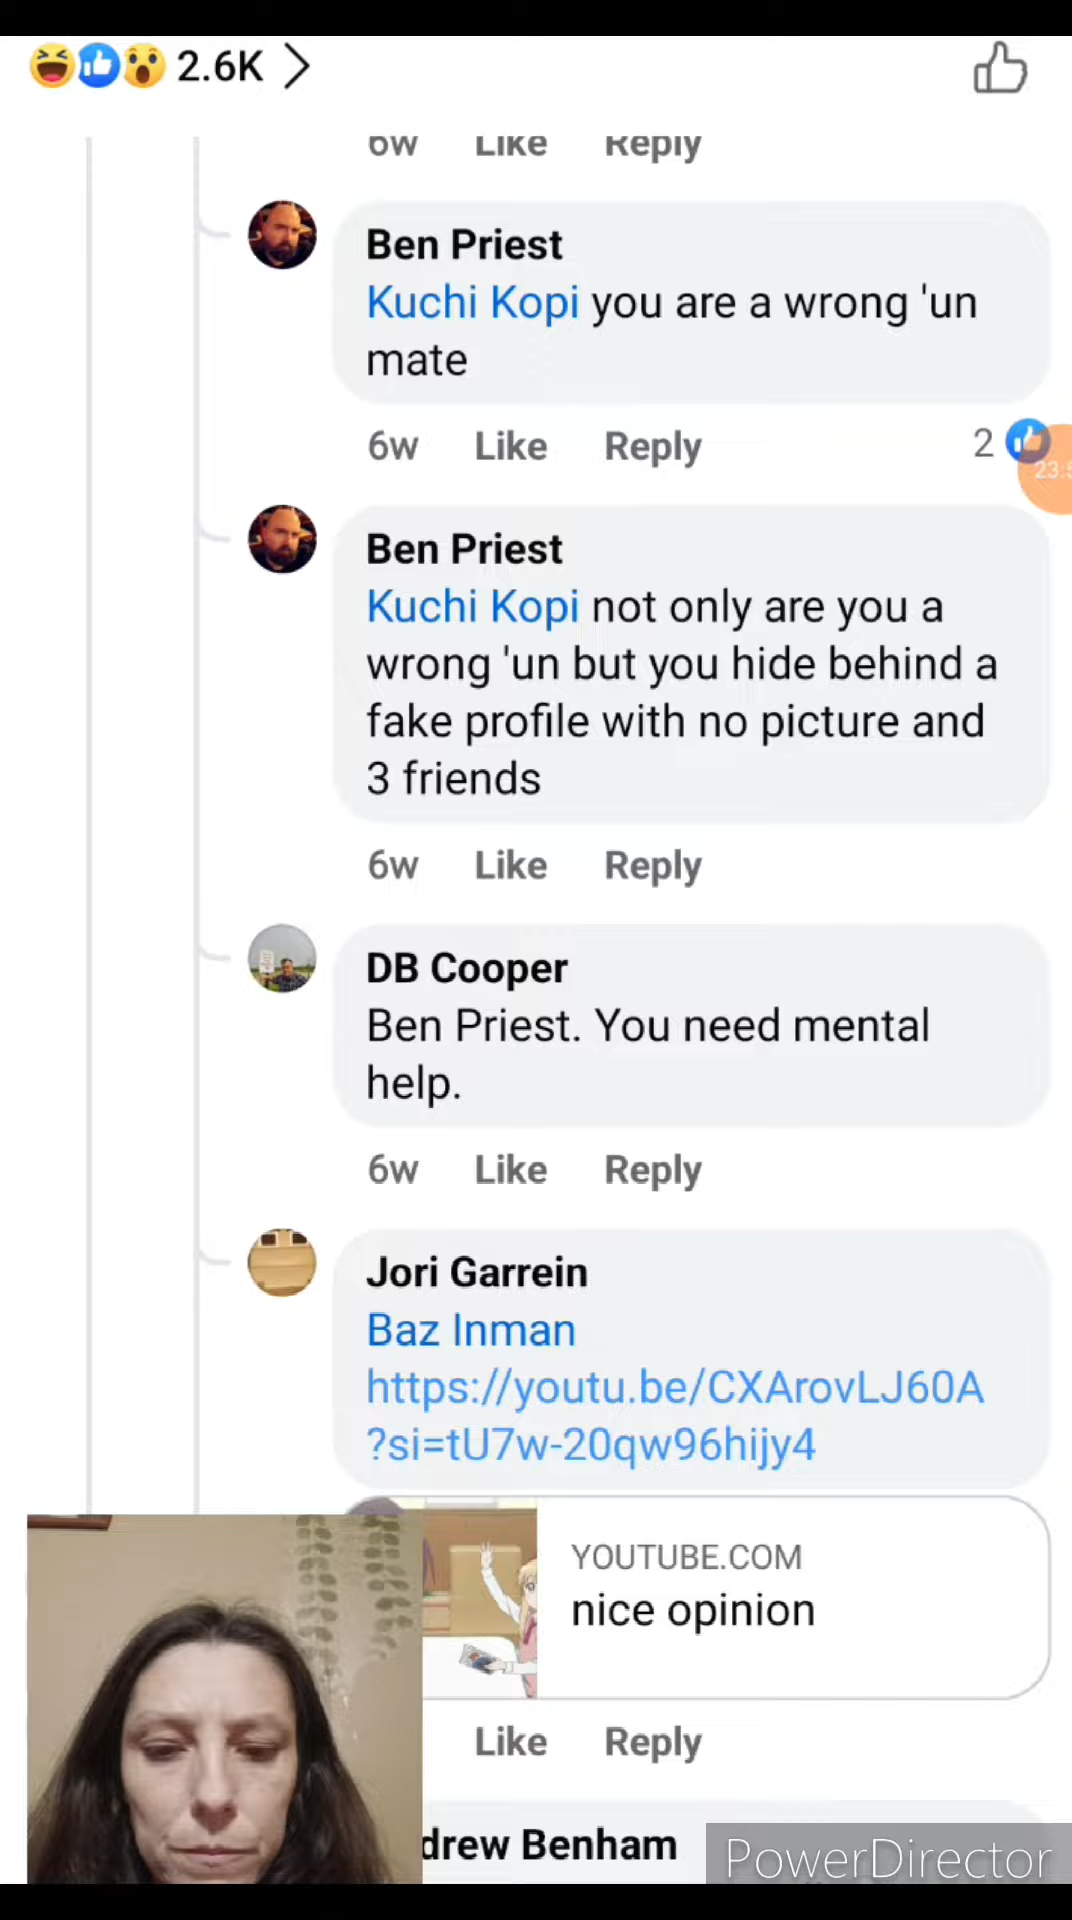 2.6K
6w Like Reply
Ben Priest
Kuchi Kopi you are a wrong 'un
mate
6w Like Reply 2
23:5
Ben Priest
Kuchi Kopi not only are you a
wrong 'un but you hide behind a
fake profile with no picture and
3 friends
6w Like Reply
DB Cooper
Ben Priest. You need mental
help.
6w Like Reply
Jori Garrein
Baz Inman
https://youtu.be/CXArovLJ60A
?si=tU7w-20qw96hijy4
YOUTUBE.COM
nice opinion
Like Reply
drew Benham
PowerDirector